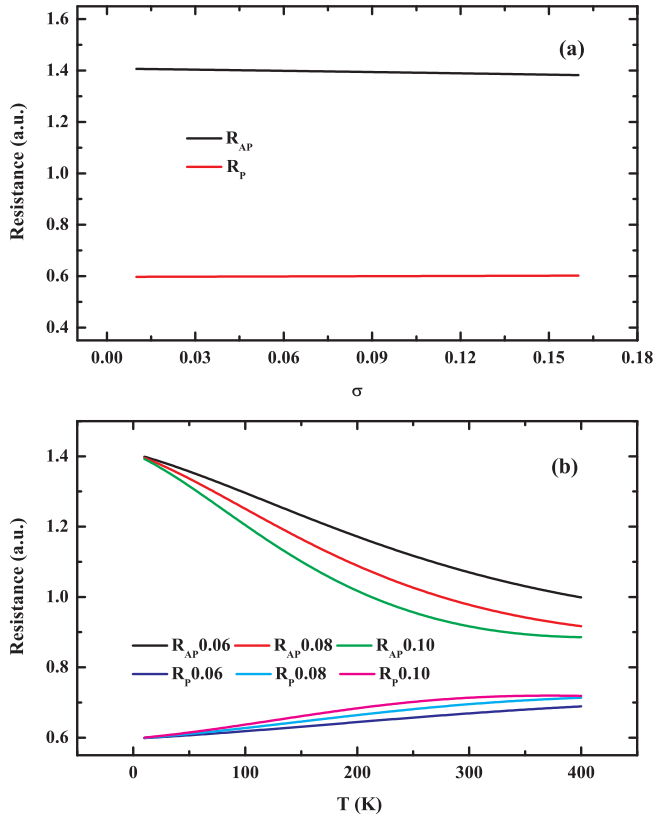 1.6
(a)
1.4
1.2
R_AP
1.0
R_P
0.8
0.6
0.4
Resistance (a.u.)
0.00 0.03 0.06 0.09 0.12 0.15 0.18
σ
1.4
(b)
1.2
1.0
0.8
0.6
Resistance (a.u.)
R_AP0.06 R_AP0.08 R_AP0.10
R_P0.06 R_P0.08 R_P0.10
0 100 200 300 400
T (K)